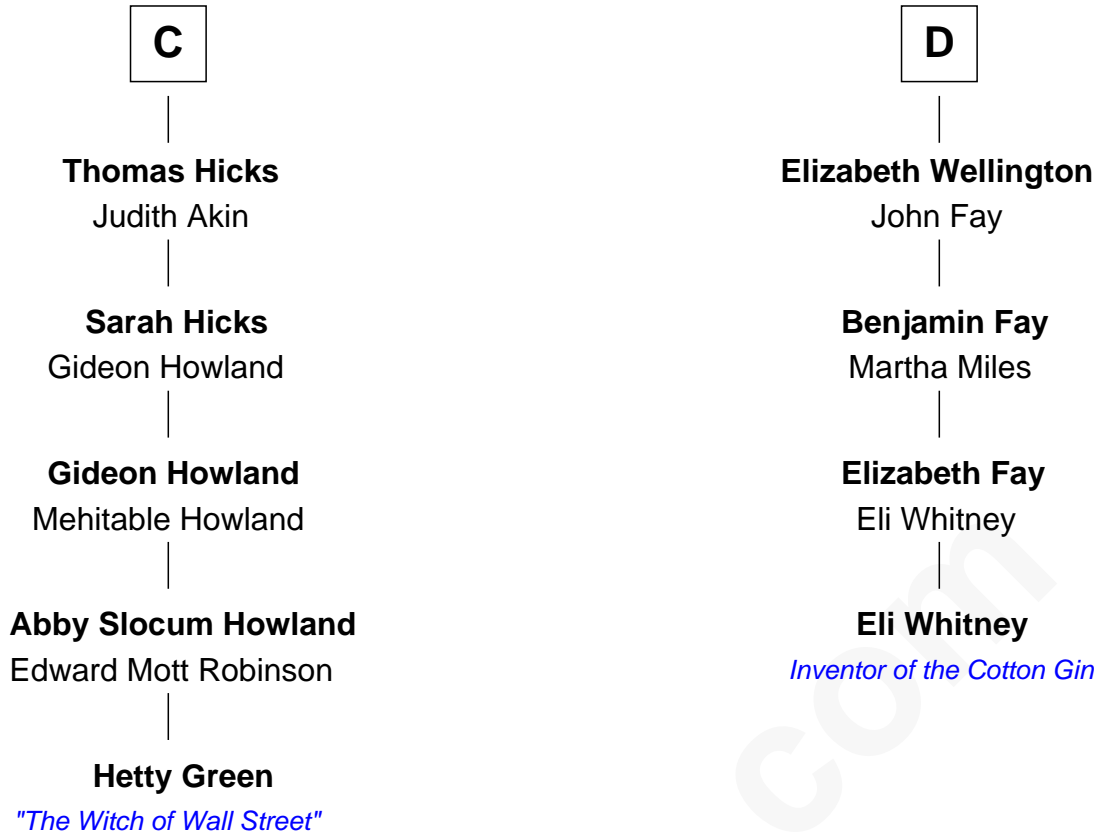 C
Thomas Hicks
Judith Akin
Sarah Hicks
Gideon Howland
Gideon Howland
Mehitable Howland
Abby Slocum Howland
Edward Mott Robinson
Hetty Green
"The Witch of Wall Street"
D
Elizabeth Wellington
John Fay
Benjamin Fay
Martha Miles
Elizabeth Fay
Eli Whitney
Eli Whitney
Inventor of the Cotton Gin
com